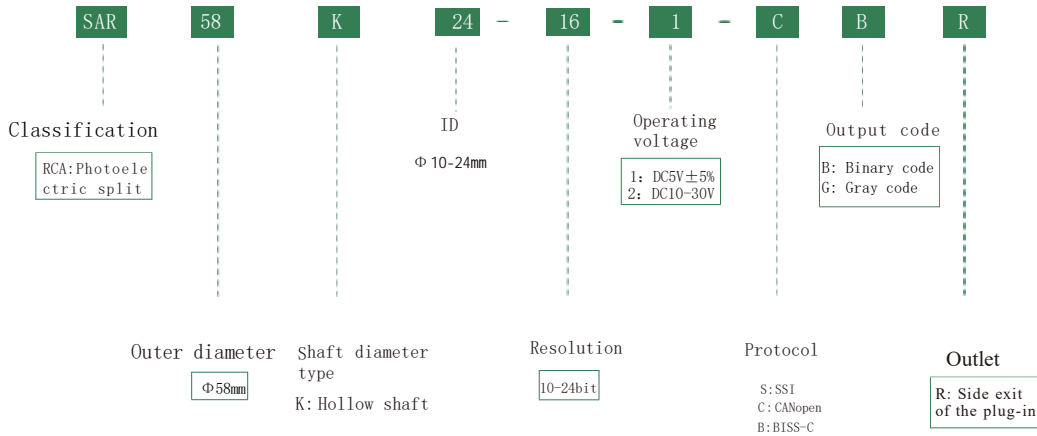 SAR 58 K 24 - 16 - 1 - C B R
Classification
RCA:Photoele
ctric split
ID
Φ10-24mm
Operating
voltage
1: DC5V±5%
2: DC10-30V
Output code
B: Binary code
G: Gray code
Outer diameter
Φ58mm
Shaft diameter
type
K:Hollow shaft
Resolution
10-24bit
Protocol
S:SSI
C:CANopen
B:BISS-C
Outlet
R: Side exit
of the plug-in